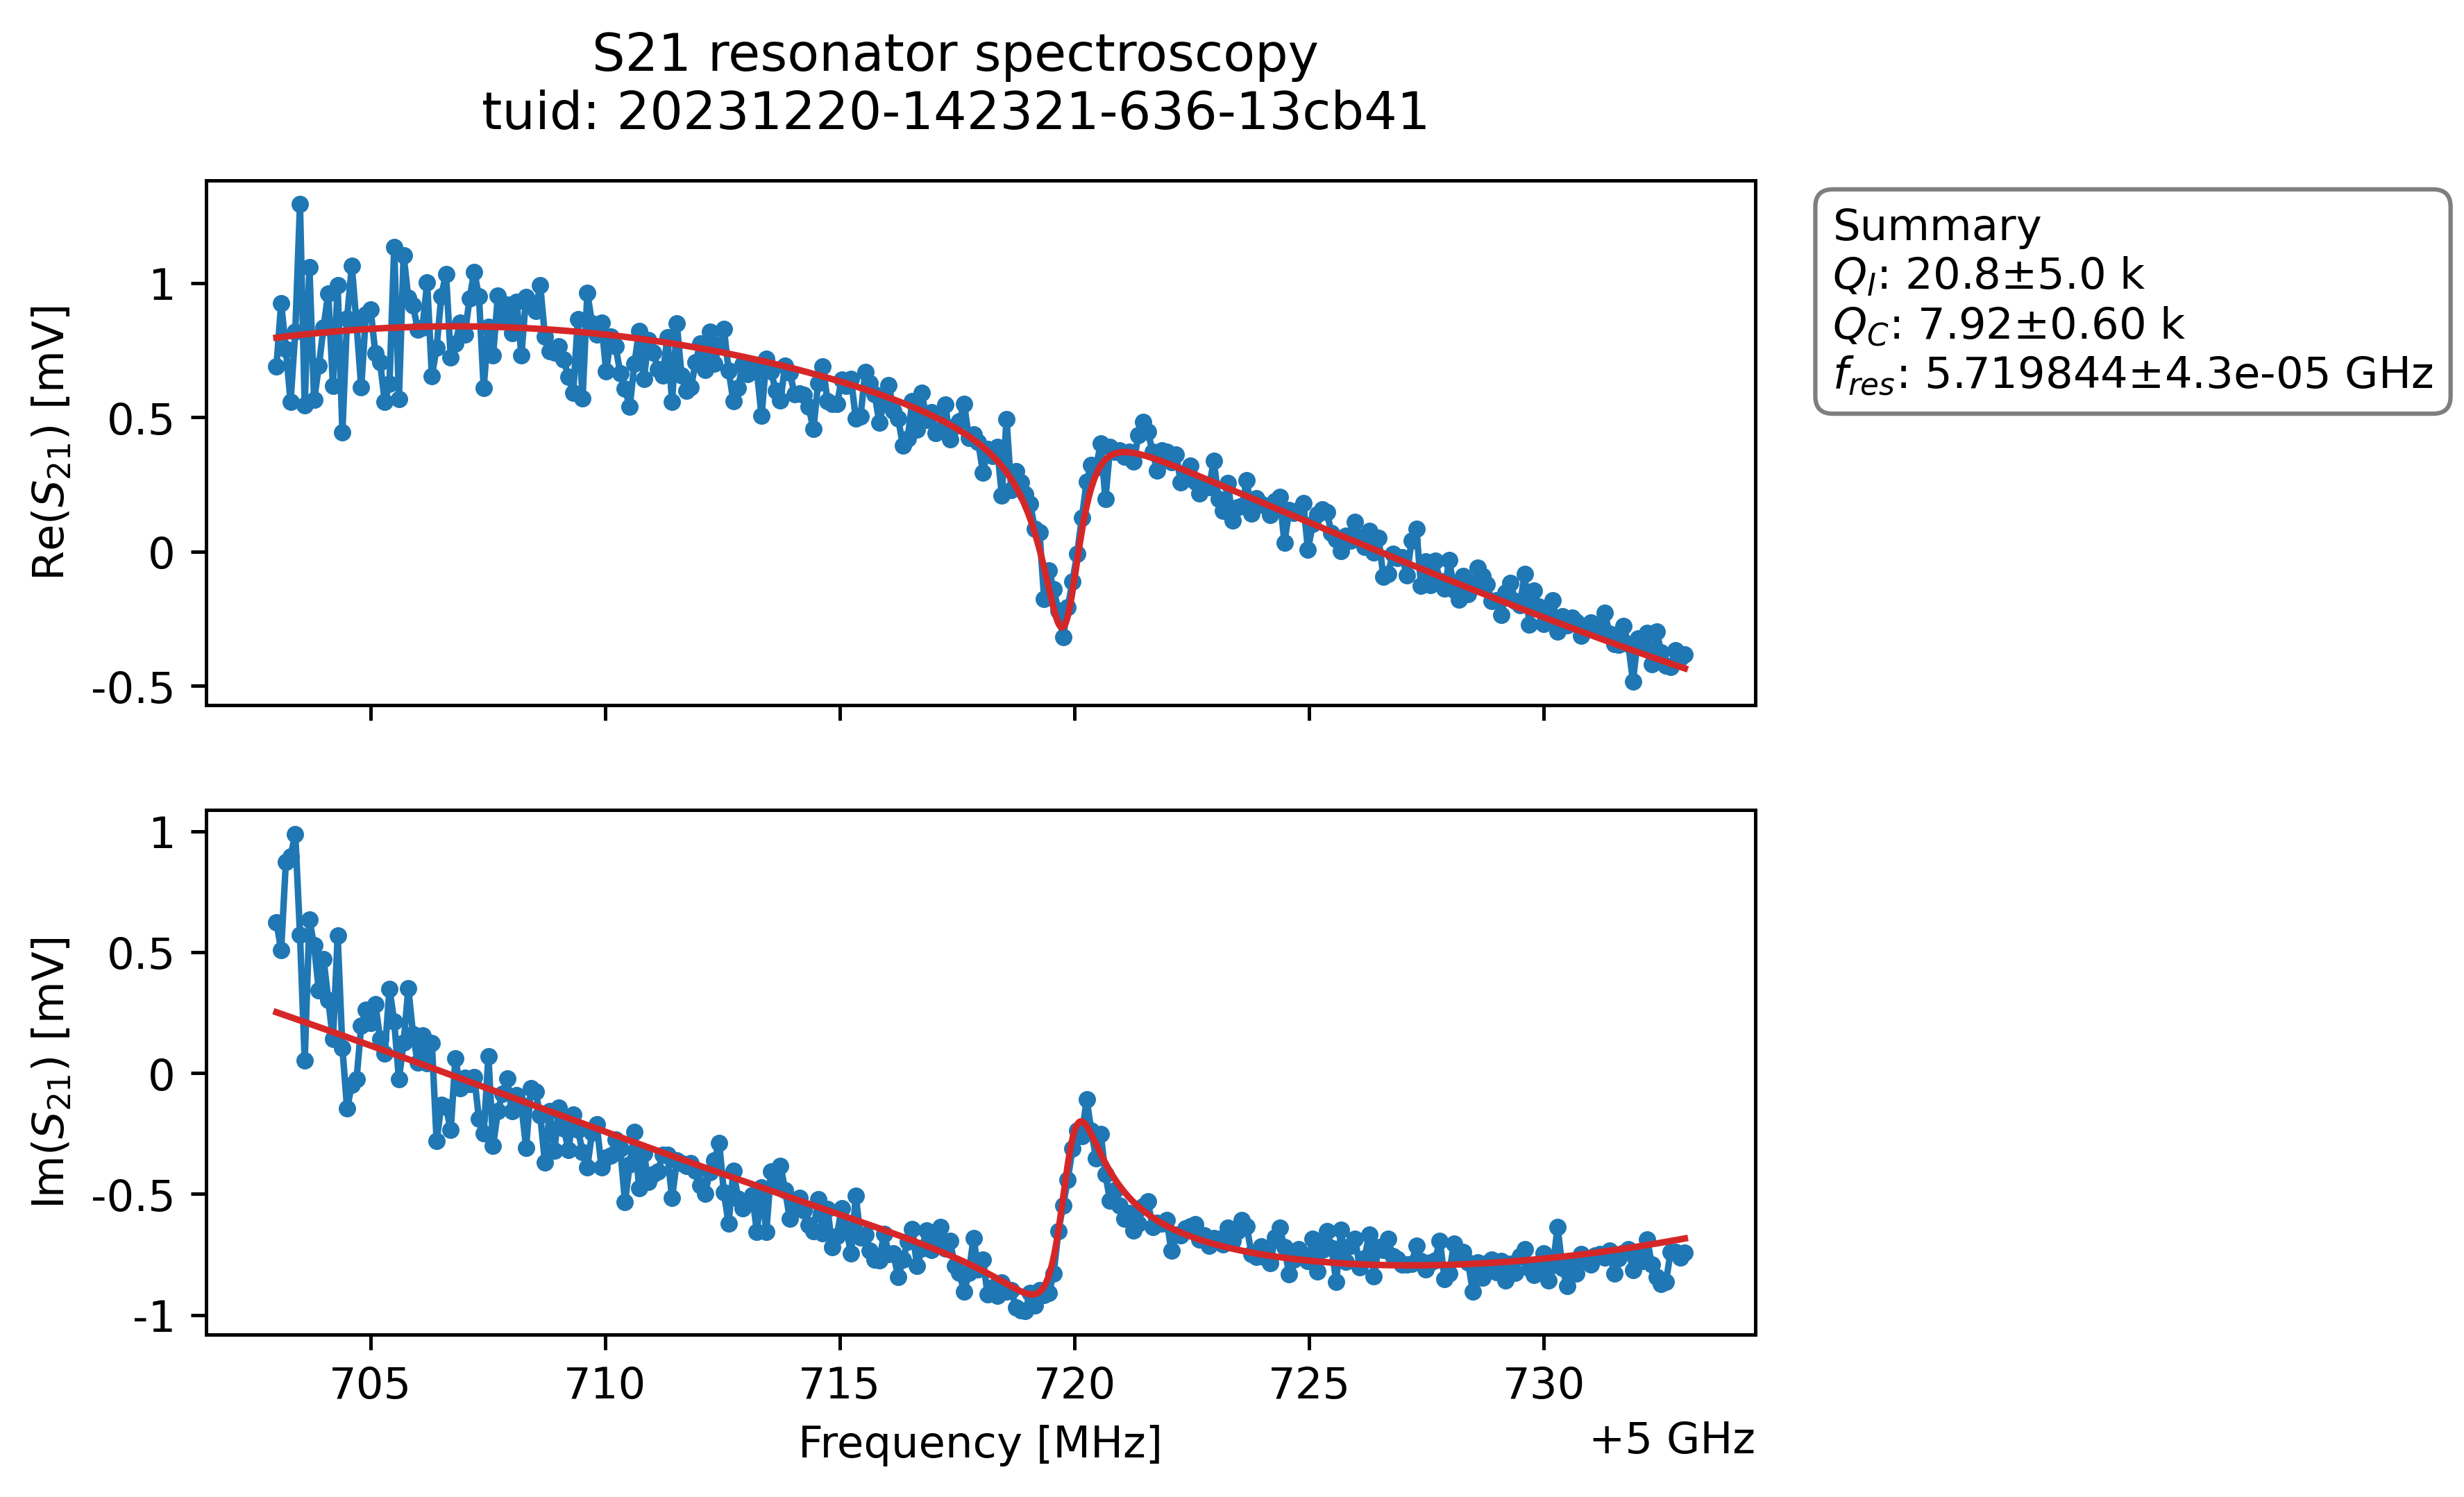 S21 resonator spectroscopy
tuid: 20231220-142321-636-13cb41
Re(S₂₁) [mV]
1
0.5
0
-0.5
Summary
Q_I: 20.8±5.0 k
Q_C: 7.92±0.60 k
f_res: 5.719844±4.3e-05 GHz
Im(S₂₁) [mV]
1
0.5
0
-0.5
-1
705 710 715 720 725 730
Frequency [MHz]
+5 GHz